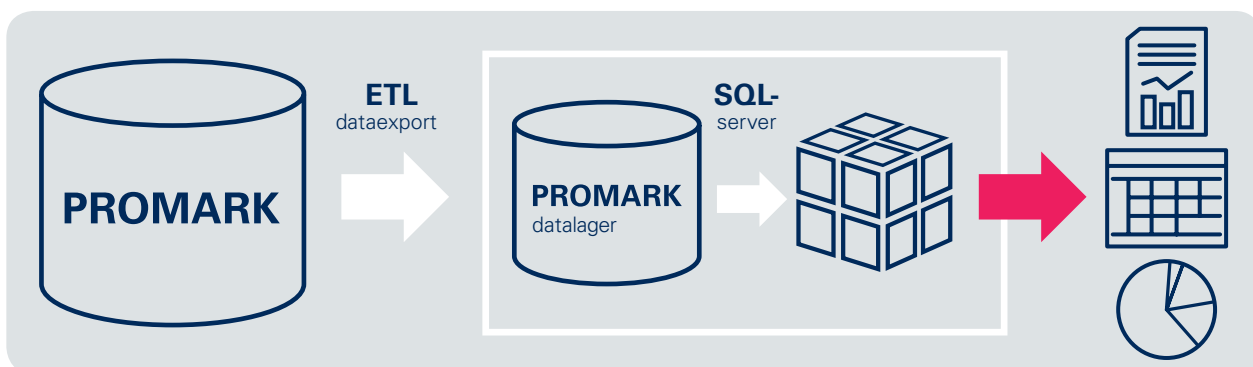 PROMARK
ETL
dataexport
PROMARK
datalager
SQL-
server